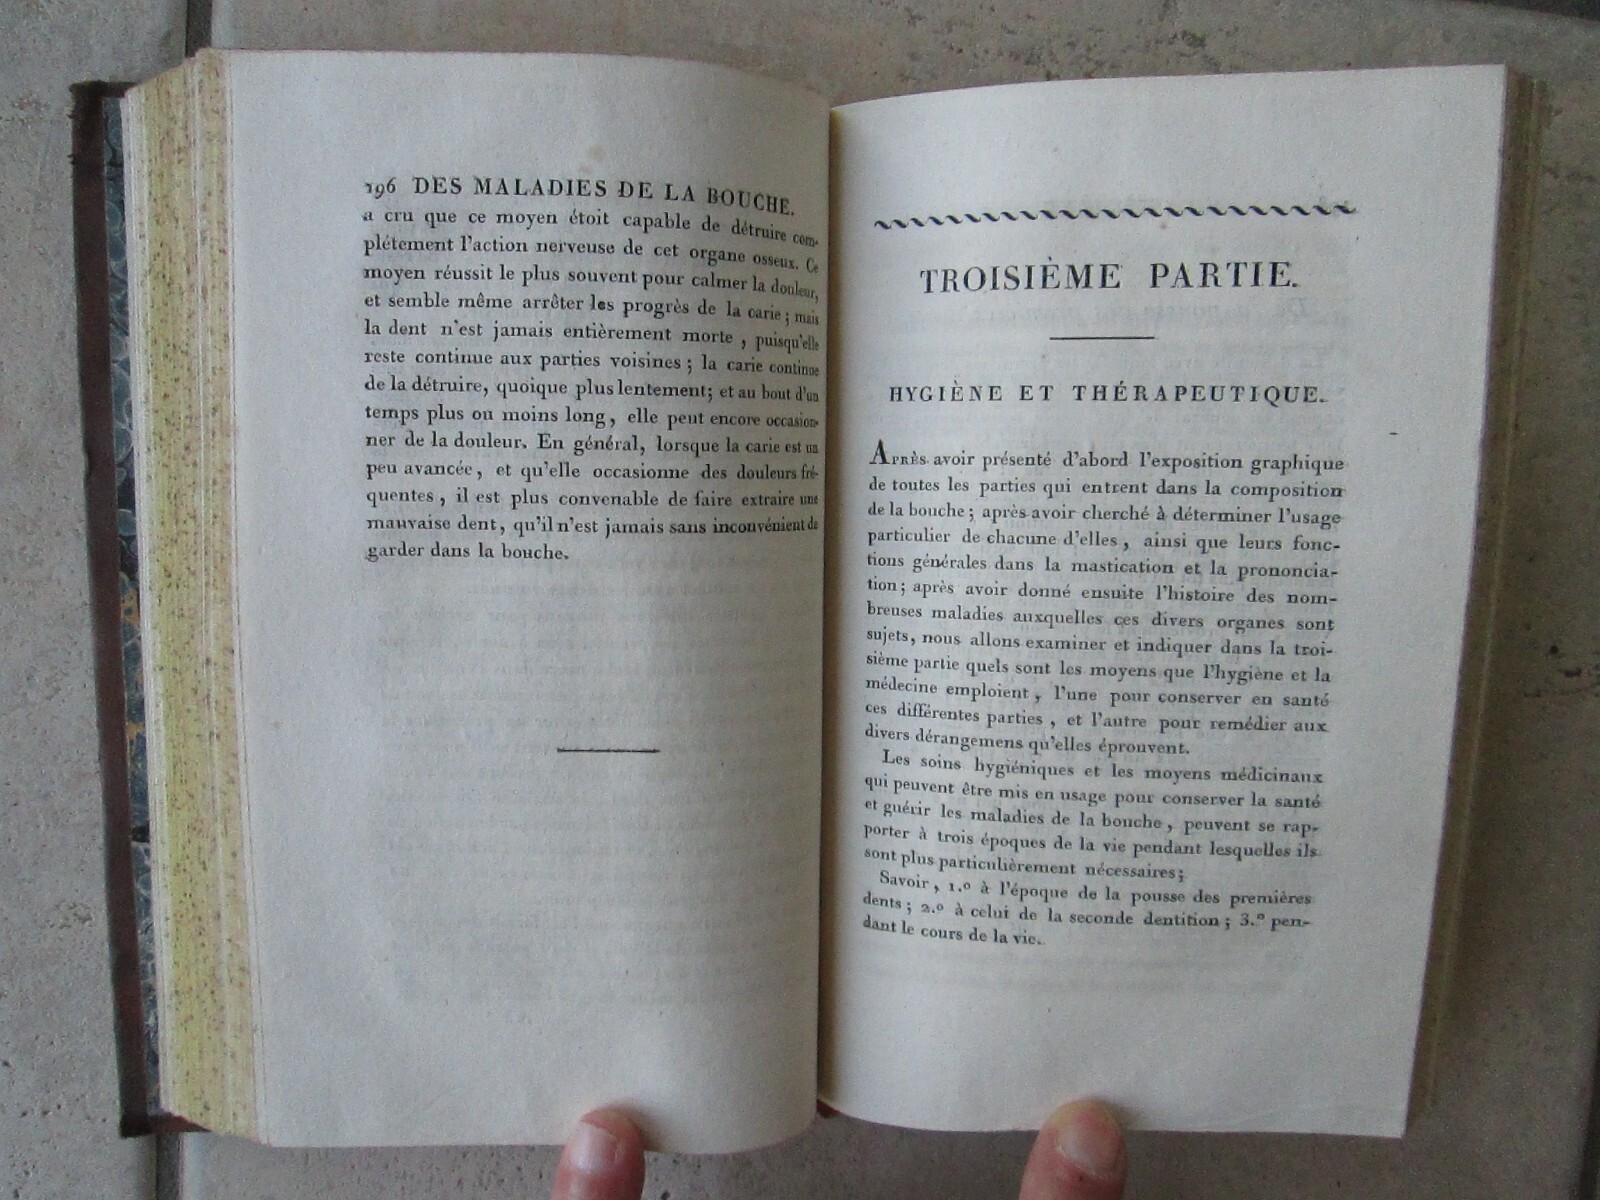 196 DES MALADIES DE LA BOUCHE.
a cru que ce moyen étoit capable de détruire com-
plétement l'action nerveuse de cet organe osseux. Ce
moyen réussit le plus souvent pour calmer la douleur,
et semble même arrêter les progrès de la carie ; mais
la dent n'est jamais entièrement morte , puisqu'elle
reste continue aux parties voisines ; la carie continue
de la détruire, quoique plus lentement; et au bout d'un
temps plus ou moins long, elle peut encore occasion-
ner de la douleur. En général, lorsque la carie est un
peu avancée, et qu'elle occasionne des douleurs fré-
quentes , il est plus convenable de faire extraire une
mauvaise dent, qu'il n'est jamais sans inconvénient de
garder dans la bouche.
TROISIÈME PARTIE.
HYGIÈNE ET THÉRAPEUTIQUE.
APRÈS avoir présenté d'abord l'exposition graphique
de toutes les parties qui entrent dans la composition
de la bouche ; après avoir cherché à déterminer l'usage
particulier de chacune d'elles , ainsi que leurs fonc-
tions générales dans la mastication et la prononcia-
tion ; après avoir donné ensuite l'histoire des nom-
breuses maladies auxquelles ces divers organes sont
sujets, nous allons examiner et indiquer dans la troi-
sième partie quels sont les moyens que l'hygiène et la
médecine emploient , l'une pour conserver en santé
ces différentes parties , et l'autre pour remédier aux
divers dérangemens qu'elles éprouvent.
Les soins hygiéniques et les moyens médicinaux
qui peuvent être mis en usage pour conserver la santé
et guérir les maladies de la bouche , peuvent se rap-
porter à trois époques de la vie pendant lesquelles ils
sont plus particulièrement nécessaires ;
Savoir , 1.º à l'époque de la pousse des premières
dents ; 2.º à celui de la seconde dentition ; 3.º pen-
dant le cours de la vie.